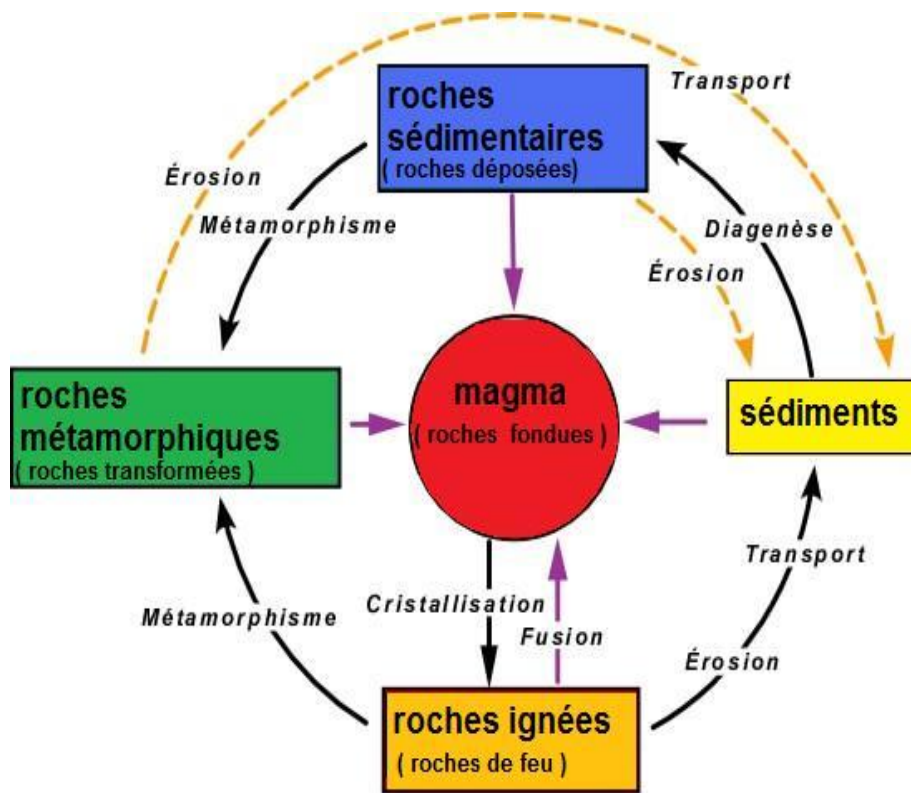 Transport
roches
sédimentaires
( roches déposées)
Érosion
Métamorphisme
Diagenèse
Érosion
roches
métamorphiques
( roches transformées )
magma
( roches fondues )
sédiments
Métamorphisme
Cristallisation
Fusion
Transport
Érosion
roches ignées
( roches de feu )